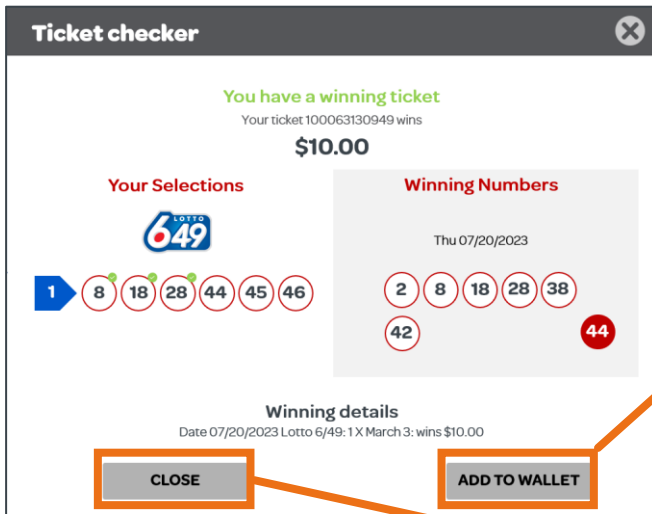 Ticket checker
You have a winning ticket
Your ticket 100063130949 wins
$10.00
Your Selections
LOTTO
649
1 8 18 28 44 45 46
Winning Numbers
Thu 07/20/2023
2 8 18 28 38
42 44
Winning details
Date 07/20/2023 Lotto 6/49: 1 X March 3: wins $10.00
CLOSE ADD TO WALLET